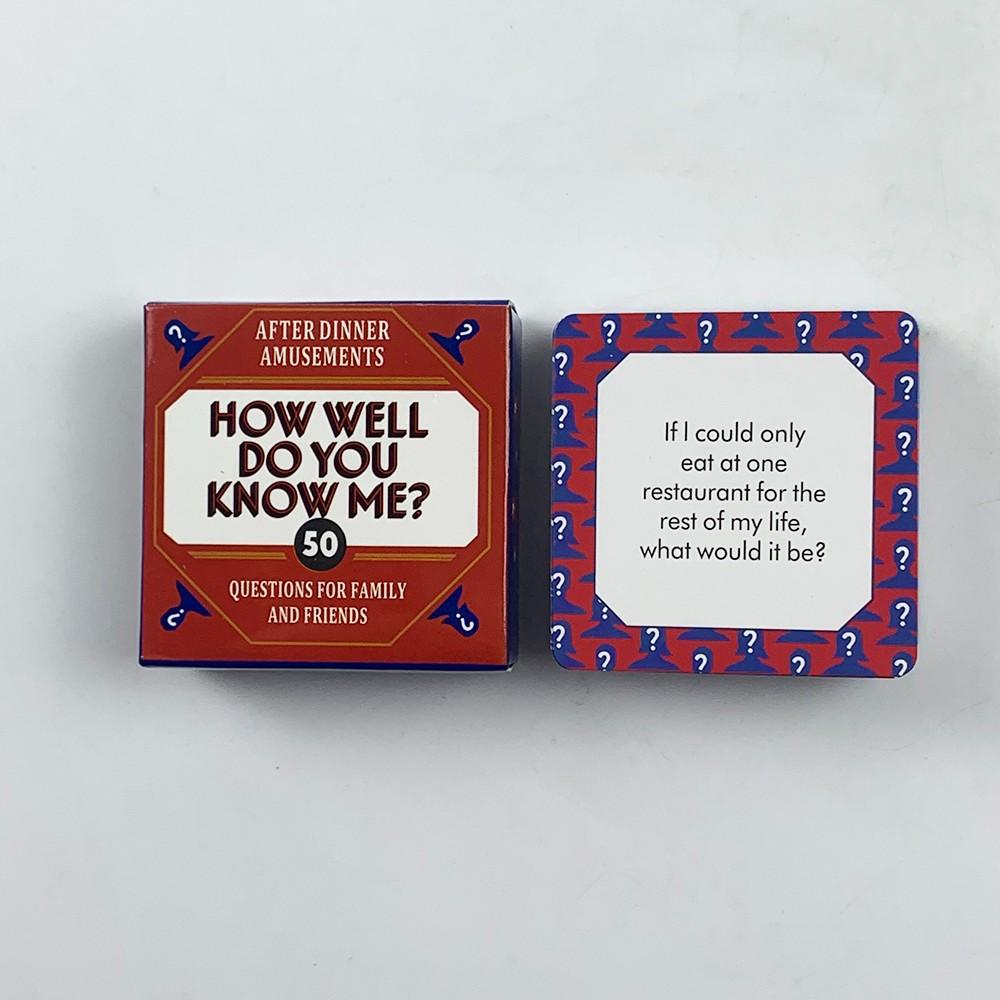 AFTER DINNER
AMUSEMENTS
HOW WELL
DO YOU
KNOW ME?
50
QUESTIONS FOR FAMILY
AND FRIENDS
If I could only
eat at one
restaurant for the
rest of my life,
what would it be?